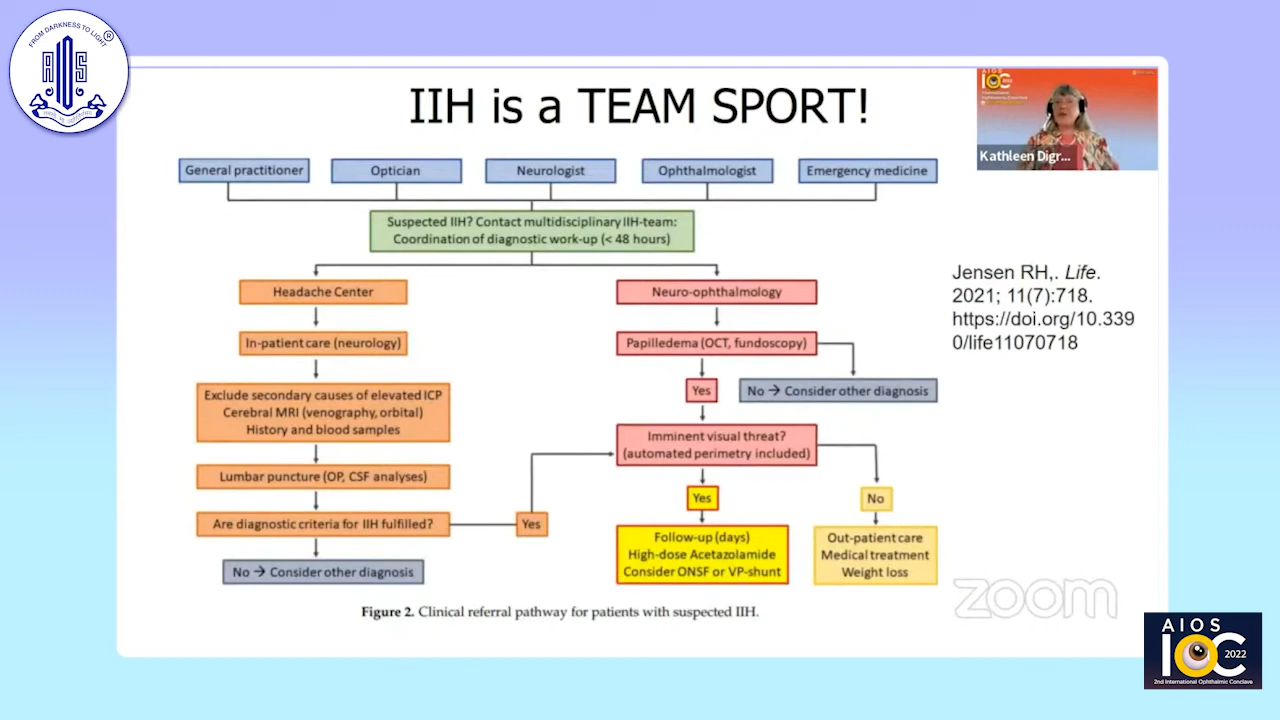 FROM DARKNESS TO LIGHT
AIOS
IIH is a TEAM SPORT!
AIOS
IOC 2022
Kathleen Digr...
General practitioner
Optician
Neurologist
Ophthalmologist
Emergency medicine
Suspected IIH? Contact multidisciplinary IIH-team:
Coordination of diagnostic work-up (< 48 hours)
Headache Center
In-patient care (neurology)
Exclude secondary causes of elevated ICP
Cerebral MRI (venography, orbital)
History and blood samples
Lumbar puncture (OP, CSF analyses)
Are diagnostic criteria for IIH fulfilled?
Yes
No → Consider other diagnosis
Neuro-ophthalmology
Papilledema (OCT, fundoscopy)
Yes
No → Consider other diagnosis
Imminent visual threat?
(automated perimetry included)
Yes
No
Follow-up (days)
High-dose Acetazolamide
Consider ONSF or VP-shunt
Out-patient care
Medical treatment
Weight loss
Figure 2. Clinical referral pathway for patients with suspected IIH.
Jensen RH,. Life.
2021; 11(7):718.
https://doi.org/10.339
0/life11070718
zoom
AIOS
IOC 2022
2nd International Ophthalmic Conclave